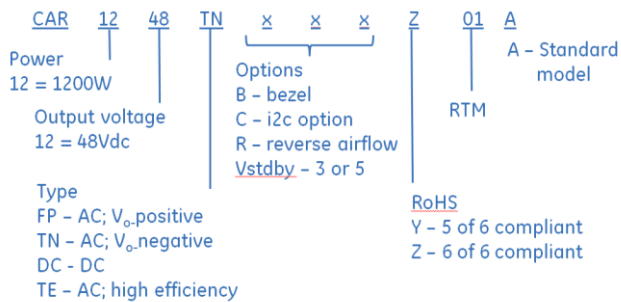 CAR 12 48 TN x x x Z 01 A
Power
12 = 1200W
Output voltage
12 = 48Vdc
Type
FP – AC; Vo-positive
TN – AC; Vo-negative
DC - DC
TE – AC; high efficiency
Options
B – bezel
C – i2c option
R – reverse airflow
Vstdby – 3 or 5
RoHS
Y – 5 of 6 compliant
Z – 6 of 6 compliant
RTM
A – Standard
model